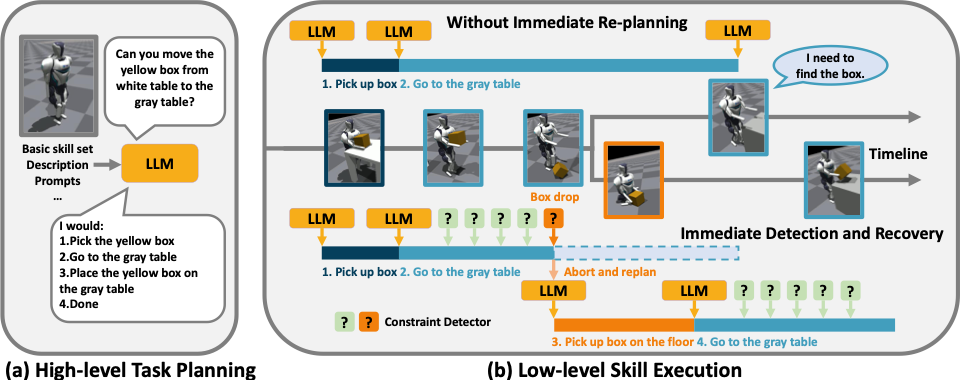 Can you move the
yellow box from
white table to the
gray table?
Basic skill set
Description
Prompts
...
LLM
I would:
1.Pick the yellow box
2.Go to the gray table
3.Place the yellow box on
the gray table
4.Done
(a) High-level Task Planning
Without Immediate Re-planning
LLM
LLM
LLM
1. Pick up box 2. Go to the gray table
I need to
find the box.
Timeline
Box drop
Immediate Detection and Recovery
LLM
LLM
? ? ? ? ?
1. Pick up box 2. Go to the gray table
Abort and replan
LLM
LLM
? ? ? ? ?
? ? Constraint Detector
3. Pick up box on the floor 4. Go to the gray table
(b) Low-level Skill Execution